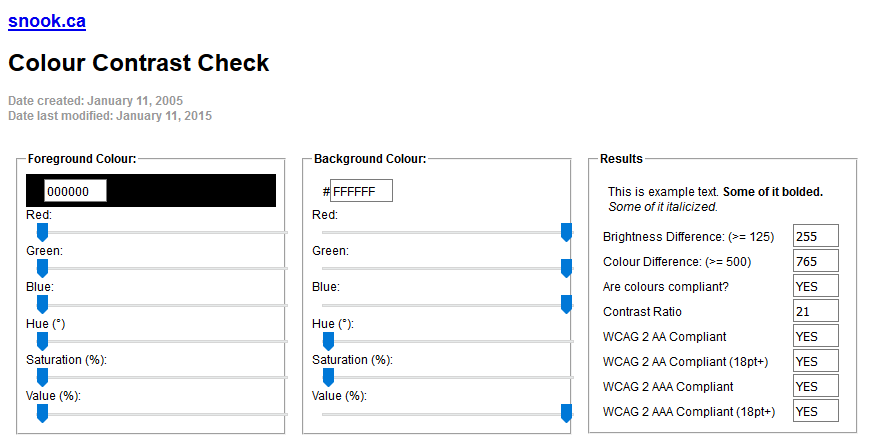 snook.ca
Colour Contrast Check
Date created: January 11, 2005
Date last modified: January 11, 2015
Foreground Colour:
000000
Red:
Green:
Blue:
Hue (°)
Saturation (%):
Value (%):
Background Colour:
#FFFFFF
Red:
Green:
Blue:
Hue (°):
Saturation (%):
Value (%):
Results
This is example text. Some of it bolded.
Some of it italicized.
Brightness Difference: (>= 125) 255
Colour Difference: (>= 500) 765
Are colours compliant? YES
Contrast Ratio 21
WCAG 2 AA Compliant YES
WCAG 2 AA Compliant (18pt+) YES
WCAG 2 AAA Compliant YES
WCAG 2 AAA Compliant (18pt+) YES